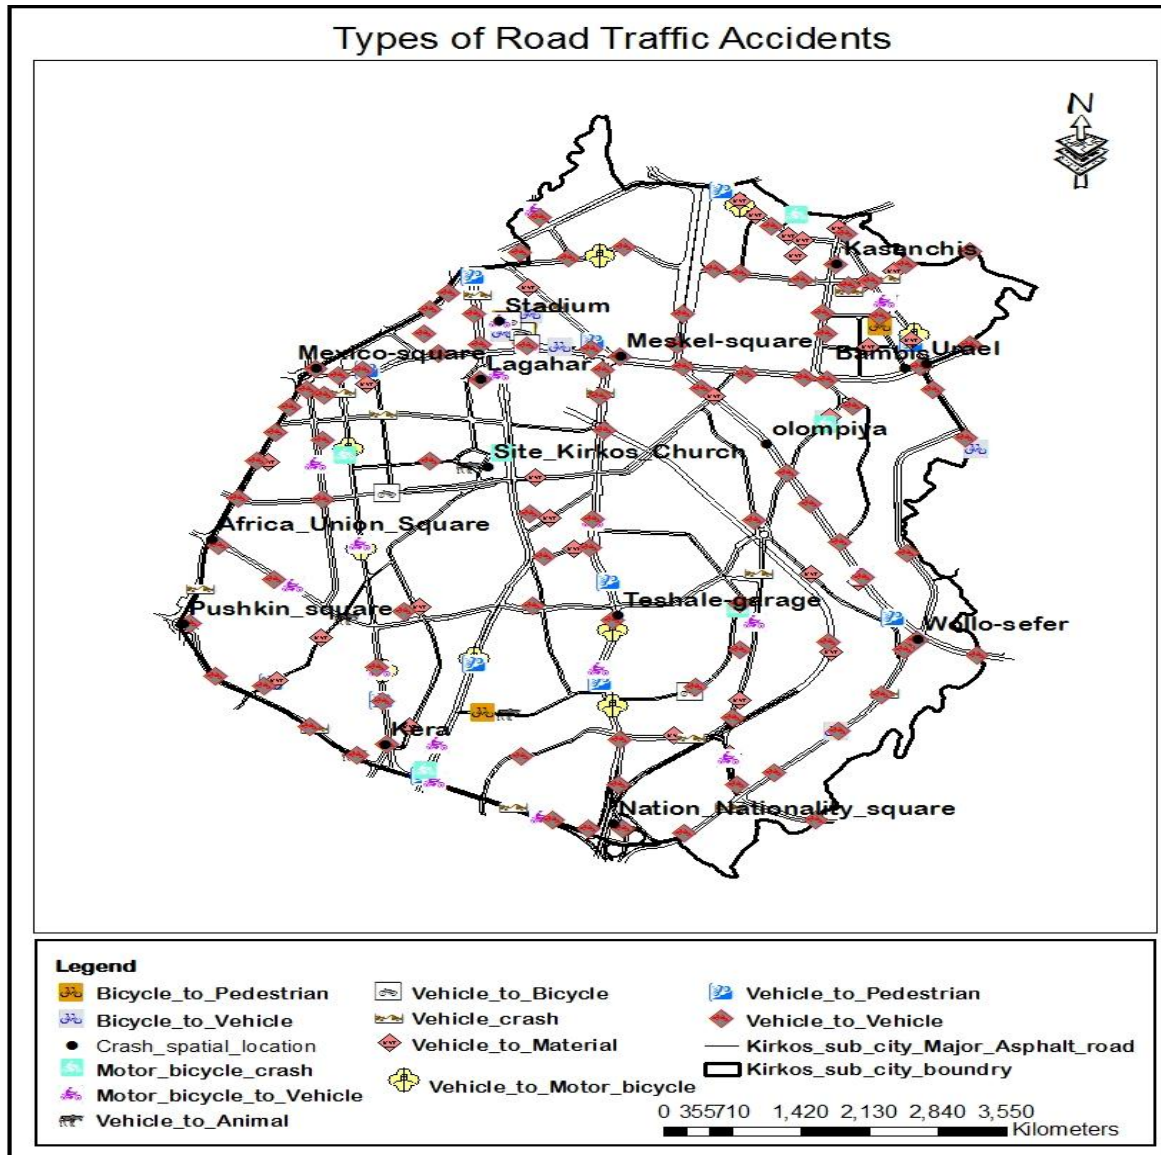 Types of Road Traffic Accidents
N
Kasanchis
Stadium
Meskel-square
Mexico-square
Lagahar
Bambis
Urael
olompiya
Site_Kirkos_Church
Africa_Union_Square
Teshale-garage
Pushkin_square
Wollo-sefer
Kera
Nation_Nationality_square
Legend
Bicycle_to_Pedestrian
Bicycle_to_Vehicle
Crash_spatial_location
Motor_bicycle_crash
Motor_bicycle_to_Vehicle
Vehicle_to_Animal
Vehicle_to_Bicycle
Vehicle_crash
Vehicle_to_Material
Vehicle_to_Motor_bicycle
Vehicle_to_Pedestrian
Vehicle_to_Vehicle
Kirkos_sub_city_Major_Asphalt_road
Kirkos_sub_city_boundry
0 355710 1,420 2,130 2,840 3,550
Kilometers